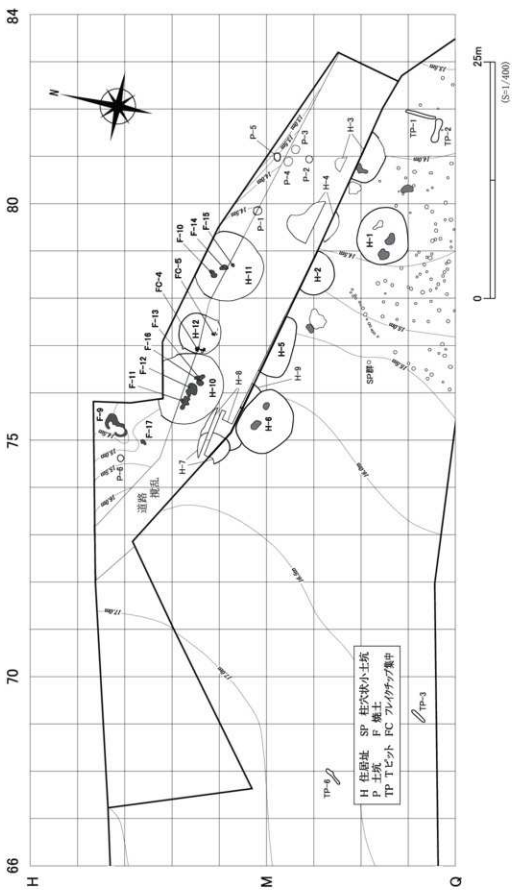 66
70
75
80
84
H
M
Q
N
道路
撹乱
F-9
P-6
F-17
F-11
F-12
F-16
F-13
FC-4
FC-5
F-14
F-10
F-15
H-10
H-12
H-11
P-1
P-5
P-4
P-3
P-2
H-7
H-8
H-9
H-6
H-5
H-2
H-4
H-3
H-1
SP群
TP-1
TP-2
TP-6
TP-3
17.0m
H 住居址 SP 柱穴状小土坑
P 土坑 F 焼土
TP Tピット FC フレイクチップ集中
0
25m
(S=1/400)